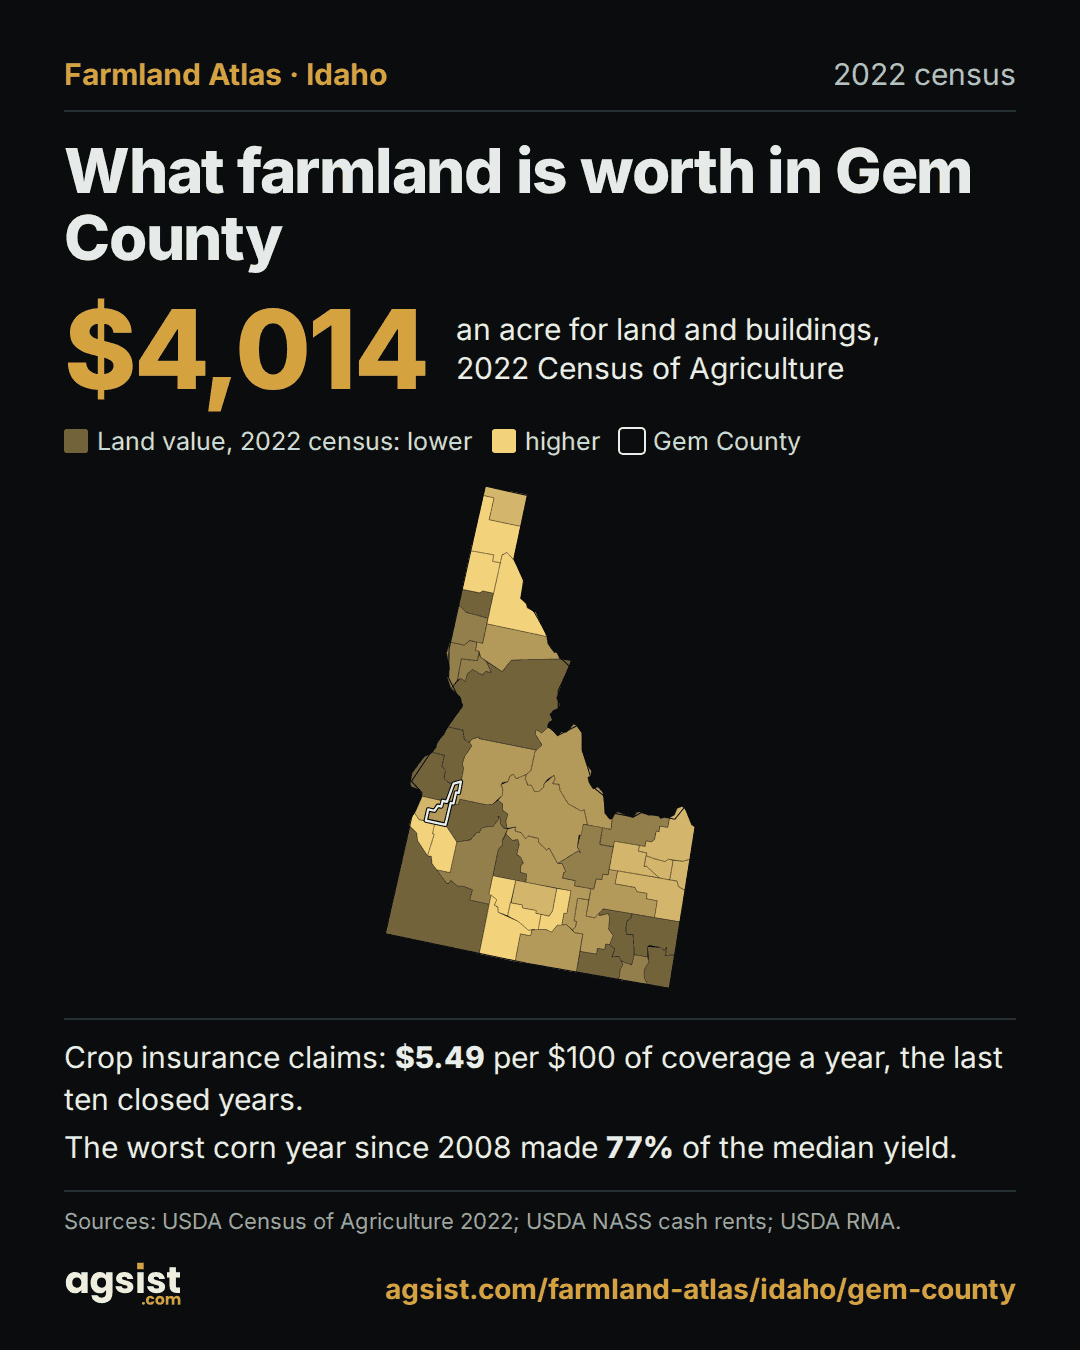 Farmland Atlas · Idaho
2022 census
What farmland is worth in Gem
County
$4,014
an acre for land and buildings,
2022 Census of Agriculture
Land value, 2022 census: lower
higher
Gem County
Crop insurance claims: $5.49 per $100 of coverage a year, the last
ten closed years.
The worst corn year since 2008 made 77% of the median yield.
Sources: USDA Census of Agriculture 2022; USDA NASS cash rents; USDA RMA.
agsist
.com
agsist.com/farmland-atlas/idaho/gem-county